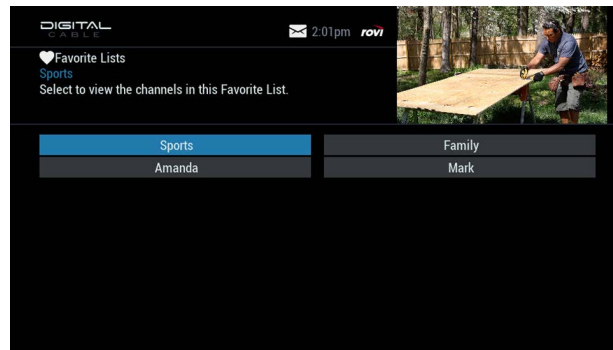 DIGITAL
CABLE
2:01pm rovi
Favorite Lists
Sports
Select to view the channels in this Favorite List.
Sports
Family
Amanda
Mark